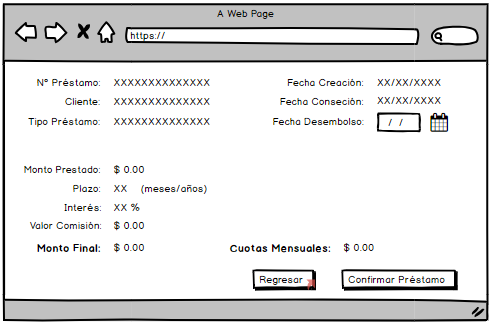 A Web Page
https://
Nº Préstamo: XXXXXXXXXXXXXX Fecha Creación: XX/XX/XXXX
Cliente: XXXXXXXXXXXXXX Fecha Conseción: XX/XX/XXXX
Tipo Préstamo: XXXXXXXXXXXXXX Fecha Desembolso: / /
Monto Prestado: $ 0.00
Plazo: XX (meses/años)
Interés: XX %
Valor Comisión: $ 0.00
Monto Final: $ 0.00 Cuotas Mensuales: $ 0.00
Regresar Confirmar Préstamo